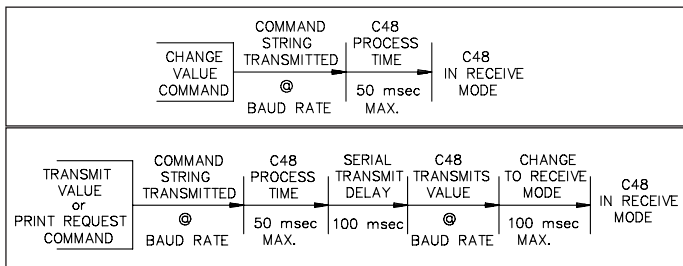 CHANGE
VALUE
COMMAND
COMMAND
STRING
TRANSMITTED
@
BAUD RATE
C48
PROCESS
TIME
50 msec
MAX.
C48
IN RECEIVE
MODE
TRANSMIT
VALUE
or
PRINT REQUEST
COMMAND
COMMAND
STRING
TRANSMITTED
@
BAUD RATE
C48
PROCESS
TIME
50 msec
MAX.
SERIAL
TRANSMIT
DELAY
100 msec
C48
TRANSMITS
VALUE
@
BAUD RATE
CHANGE
TO RECEIVE
MODE
100 msec
MAX.
C48
IN RECEIVE
MODE